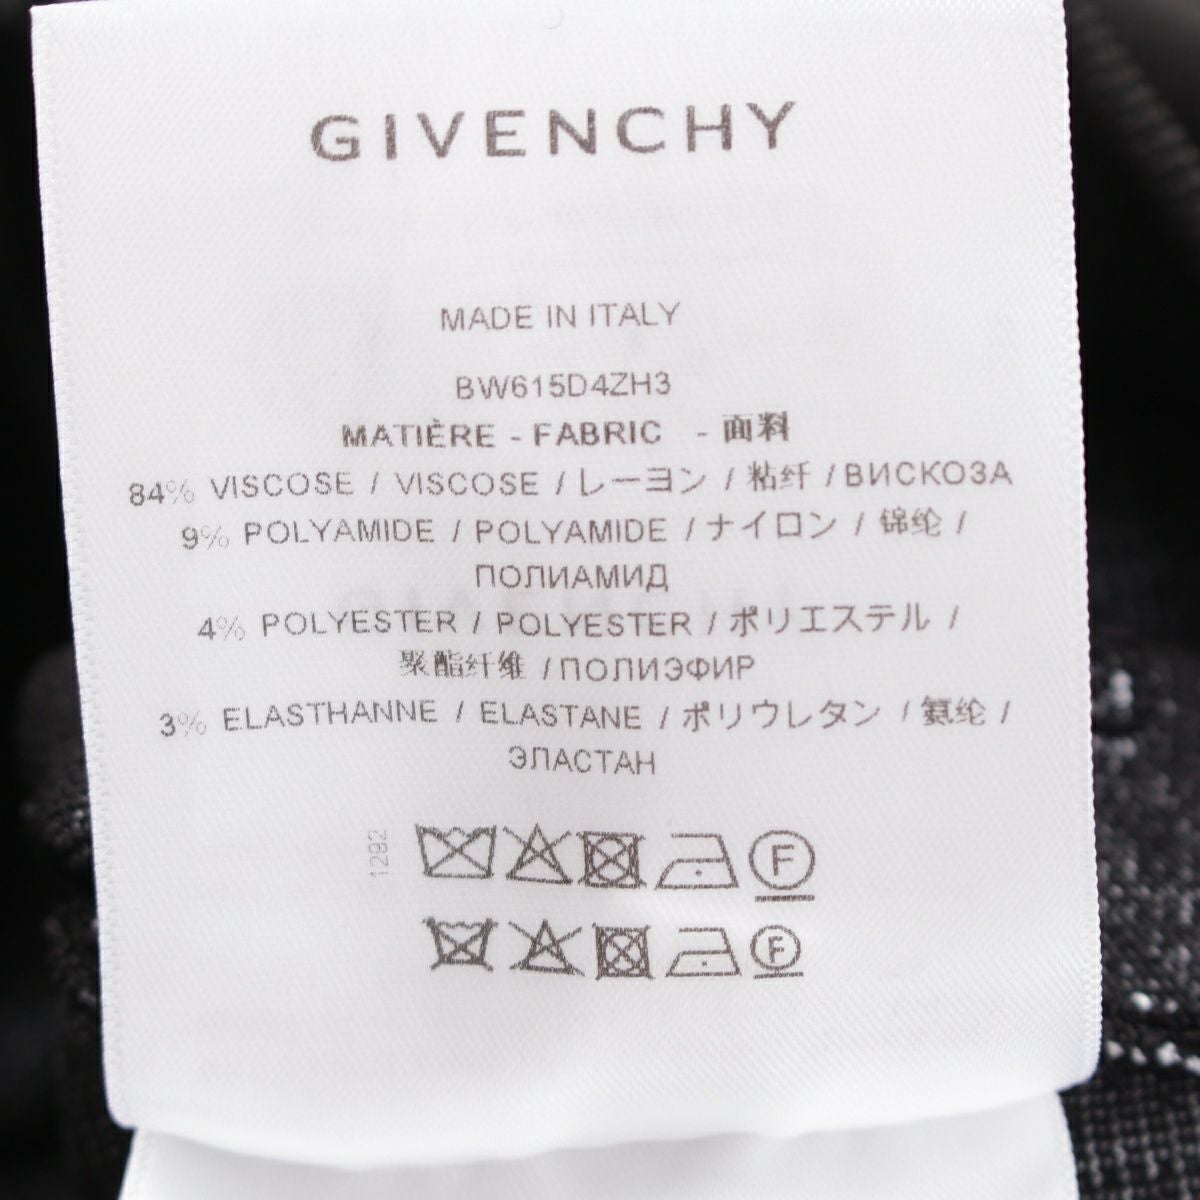 GIVENCHY
MADE IN ITALY
BW615D4ZH3
MATIÈRE - FABRIC - 面料
84% VISCOSE / VISCOSE / レーヨン / 粘纤 / ВИСКОЗА
9% POLYAMIDE / POLYAMIDE / ナイロン / 锦纶 /
ПОЛИАМИД
4% POLYESTER / POLYESTER / ポリエステル /
聚酯纤维 / ПОЛИЭФИР
3% ELASTHANNE / ELASTANE / ポリウレタン / 氨纶 /
ЭЛАСТАН
1292
F
F